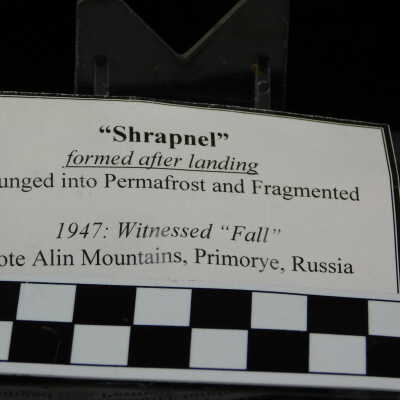 “Shrapnel”
formed after landing
unged into Permafrost and Fragmented
1947: Witnessed “Fall”
ote Alin Mountains, Primorye, Russia